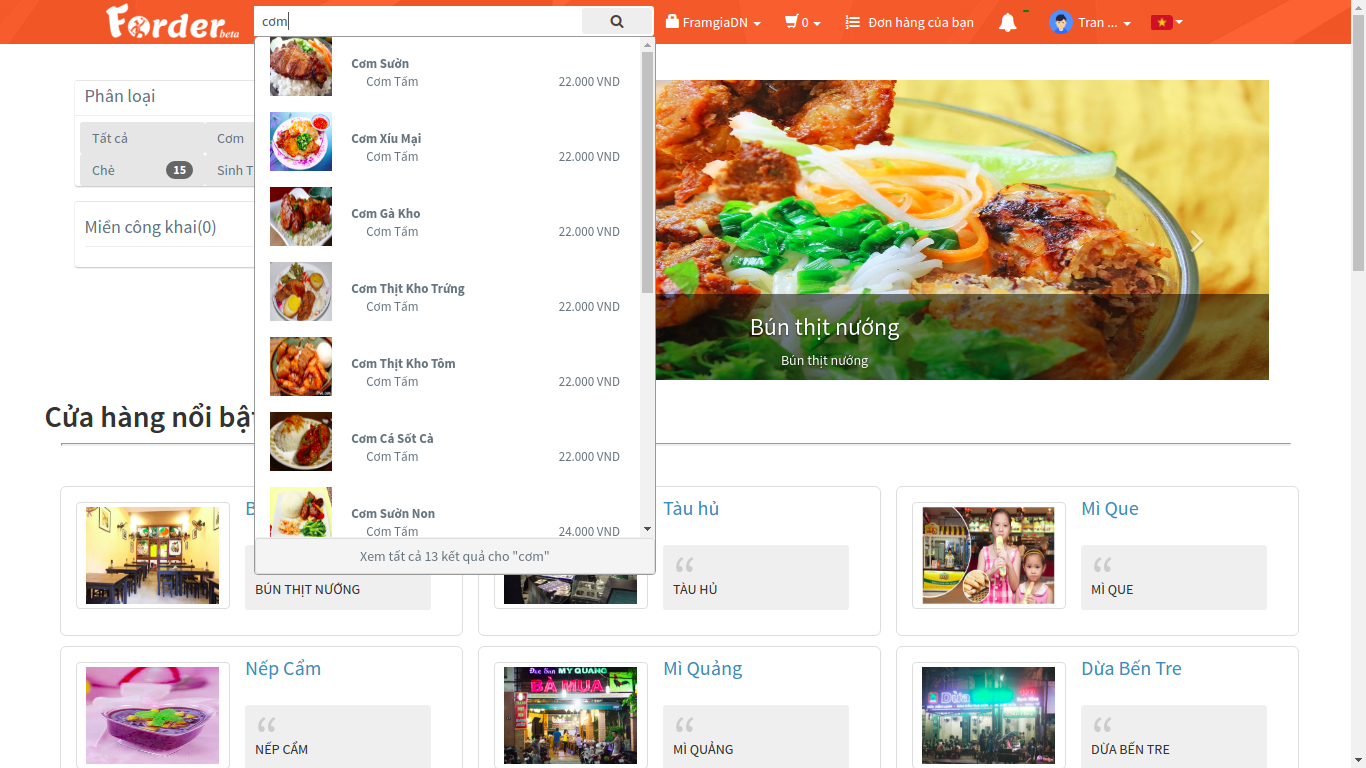 Forder beta
cơm
FramgiaDN
0
Đơn hàng của bạn
Tran ...
Phân loại
Tất cả
Cơm
Chè
15
Sinh T
Miền công khai(0)
Cơm Sườn
Cơm Tấm 22.000 VND
Cơm Xíu Mại
Cơm Tấm 22.000 VND
Cơm Gà Kho
Cơm Tấm 22.000 VND
Cơm Thịt Kho Trứng
Cơm Tấm 22.000 VND
Cơm Thịt Kho Tôm
Cơm Tấm 22.000 VND
Cơm Cá Sốt Cà
Cơm Tấm 22.000 VND
Cơm Sườn Non
Cơm Tấm 24.000 VND
Xem tất cả 13 kết quả cho "cơm"
Bún thịt nướng
Bún thịt nướng
Cửa hàng nổi bậ
B
“
BÚN THỊT NƯỚNG
Tàu hủ
“
TÀU HỦ
Mì Que
“
MÌ QUE
Nếp Cẩm
“
NẾP CẨM
MY QUANG
BÀ MUA
Mì Quảng
“
MÌ QUẢNG
Dừa
Dừa Bến Tre
“
DỪA BẾN TRE